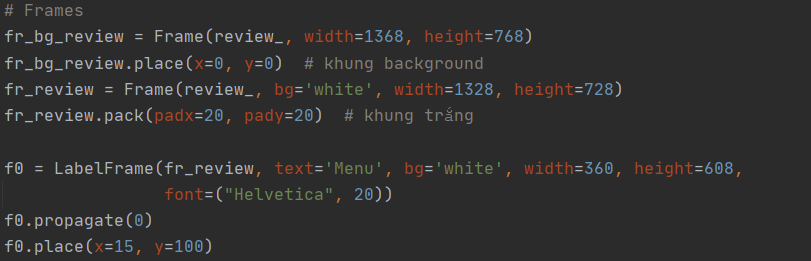 # Frames
fr_bg_review = Frame(review_, width=1368, height=768)
fr_bg_review.place(x=0, y=0)  # khung background
fr_review = Frame(review_, bg='white', width=1328, height=728)
fr_review.pack(padx=20, pady=20)  # khung trắng
f0 = LabelFrame(fr_review, text='Menu', bg='white', width=360, height=608,
                font=("Helvetica", 20))
f0.propagate(0)
f0.place(x=15, y=100)